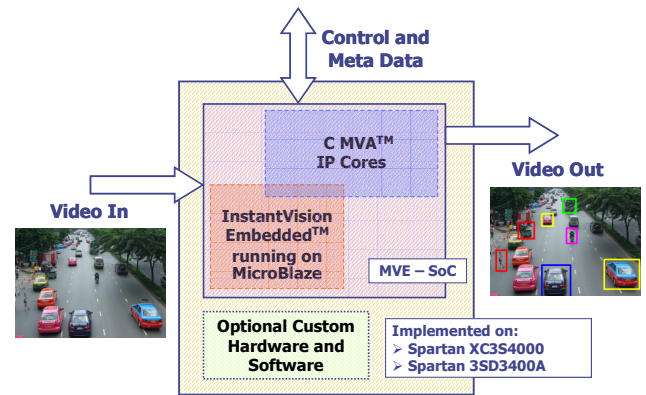 Control and
Meta Data
C MVA™
IP Cores
Video In
Video Out
InstantVision
Embedded™
running on
MicroBlaze
MVE – SoC
Optional Custom
Hardware and
Software
Implemented on:
➢ Spartan XC3S4000
➢ Spartan 3SD3400A